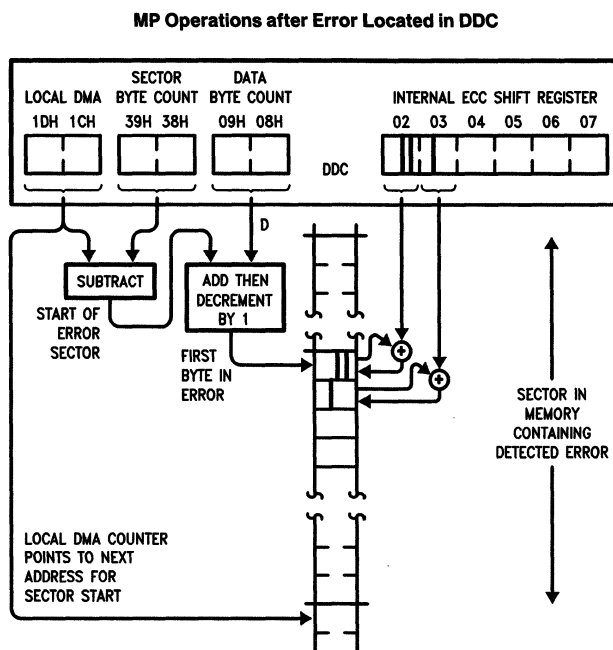 MP Operations after Error Located in DDC
LOCAL DMA
1DH 1CH
SECTOR
BYTE COUNT
39H 38H
DATA
BYTE COUNT
09H 08H
DDC
INTERNAL ECC SHIFT REGISTER
02 03 04 05 06 07
D
SUBTRACT
ADD THEN
DECREMENT
BY 1
START OF
ERROR
SECTOR
FIRST
BYTE IN
ERROR
SECTOR IN
MEMORY
CONTAINING
DETECTED ERROR
LOCAL DMA COUNTER
POINTS TO NEXT
ADDRESS FOR
SECTOR START